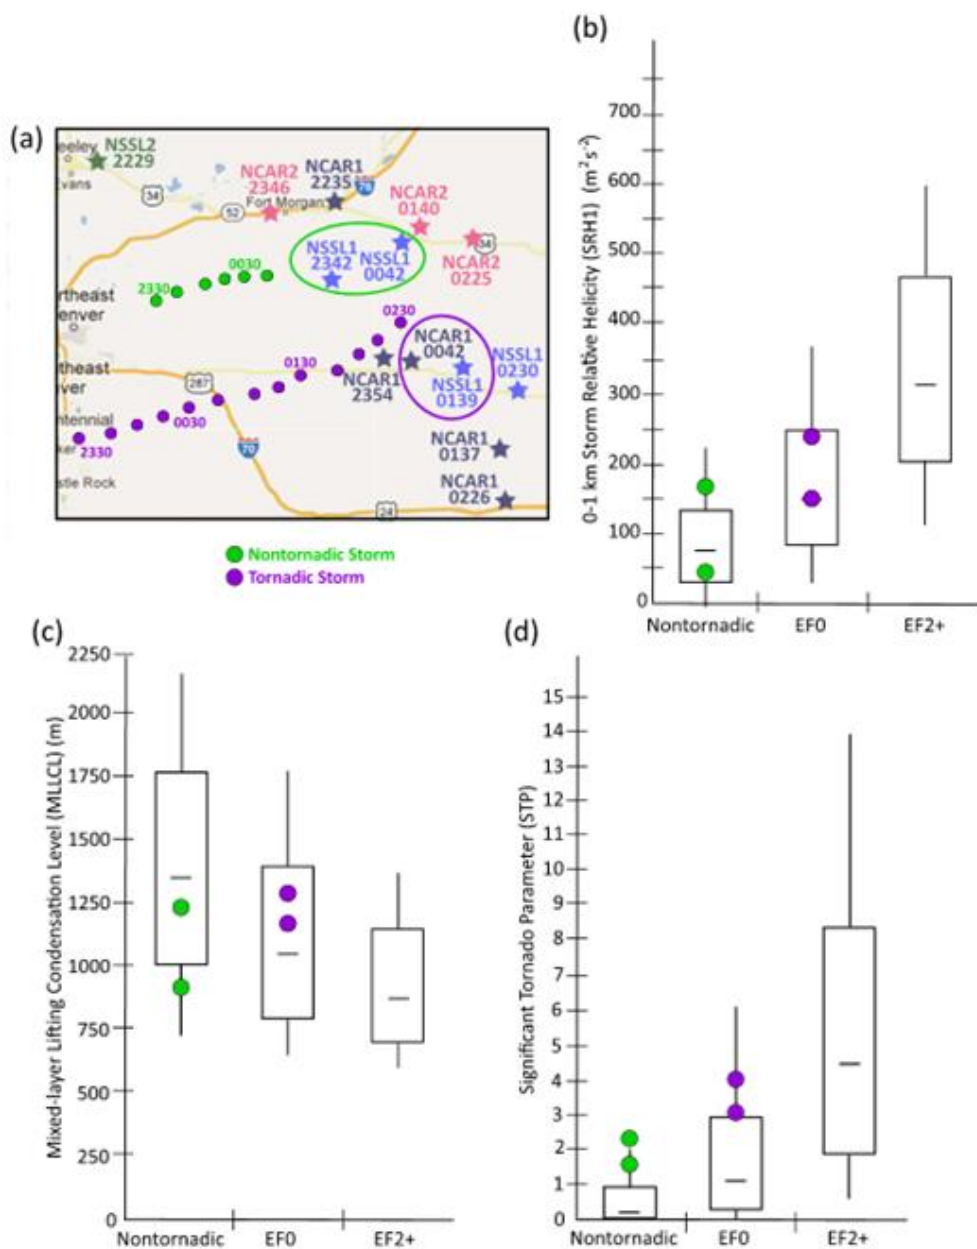 (a)
eeley
Evans
NSSL2
2229
34
NCAR2
2346
NCAR1
2235
76
52
Fort Morgan
NCAR2
0140
34
NCAR2
0225
NSSL1
2342
NSSL1
0042
2330
0030
rtheast
enver
0230
NCAR1
0042
NSSL1
0230
0130
NCAR1
2354
NSSL1
0139
theast
ver
287
ntennial
ker
0030
2330
70
NCAR1
0137
stle Rock
NCAR1
0226
24
Nontornadic Storm
Tornadic Storm
(b)
0-1 km Storm Relative Helicity (SRH1) (m² s⁻²)
700
600
500
400
300
200
100
0
Nontornadic EF0 EF2+
(c)
Mixed-layer Lifting Condensation Level (MLLCL) (m)
2250
2000
1750
1500
1250
1000
750
500
250
0
Nontornadic EF0 EF2+
(d)
Significant Tornado Parameter (STP)
15
14
13
12
11
10
9
8
7
6
5
4
3
2
1
0
Nontornadic EF0 EF2+